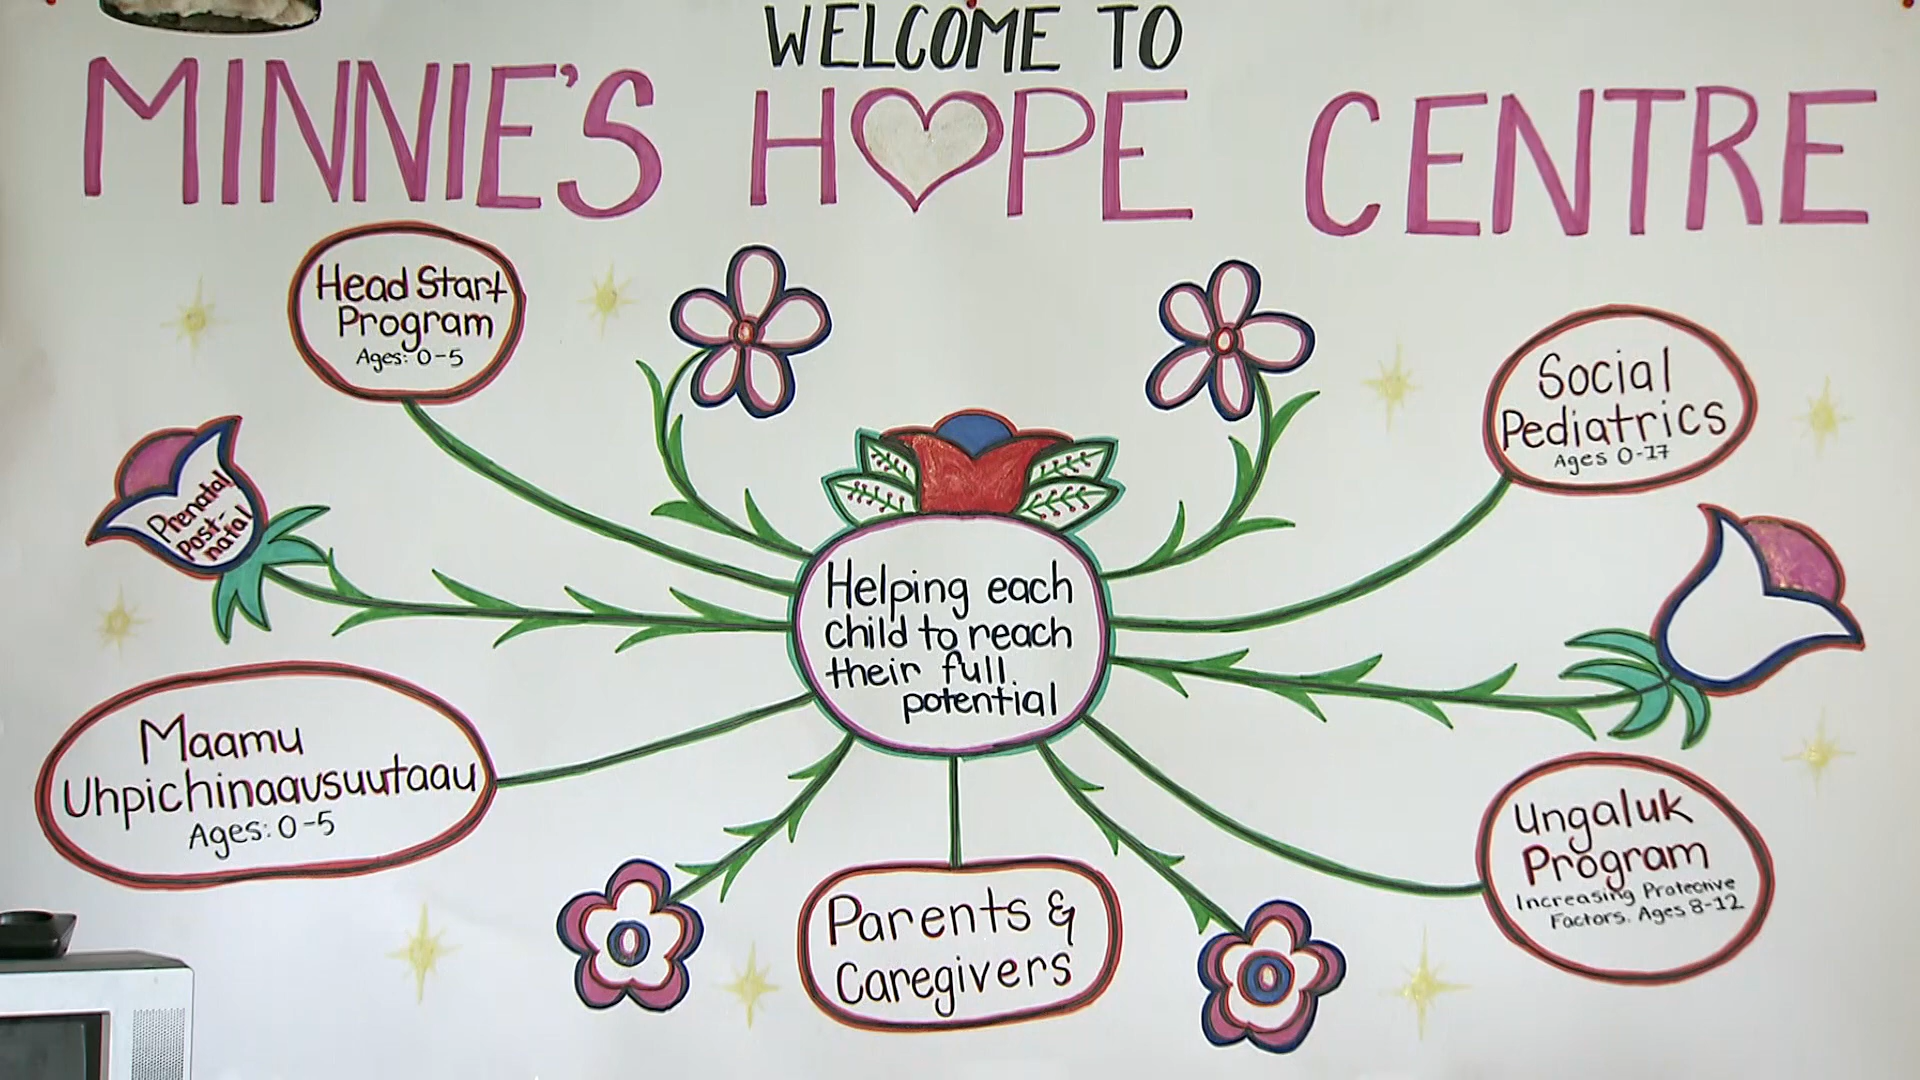 WELCOME TO
MINNIE'S HOPE CENTRE
Head Start
Program
Ages: 0-5
Social
Pediatrics
Ages 0-17
Prenatal
Post-
natal
Helping each
child to reach
their full
potential
Maamu
Uhpichinaausuutaau
Ages: 0-5
Ungaluk
Program
Increasing Protective
Factors. Ages 8-12
Parents &
Caregivers